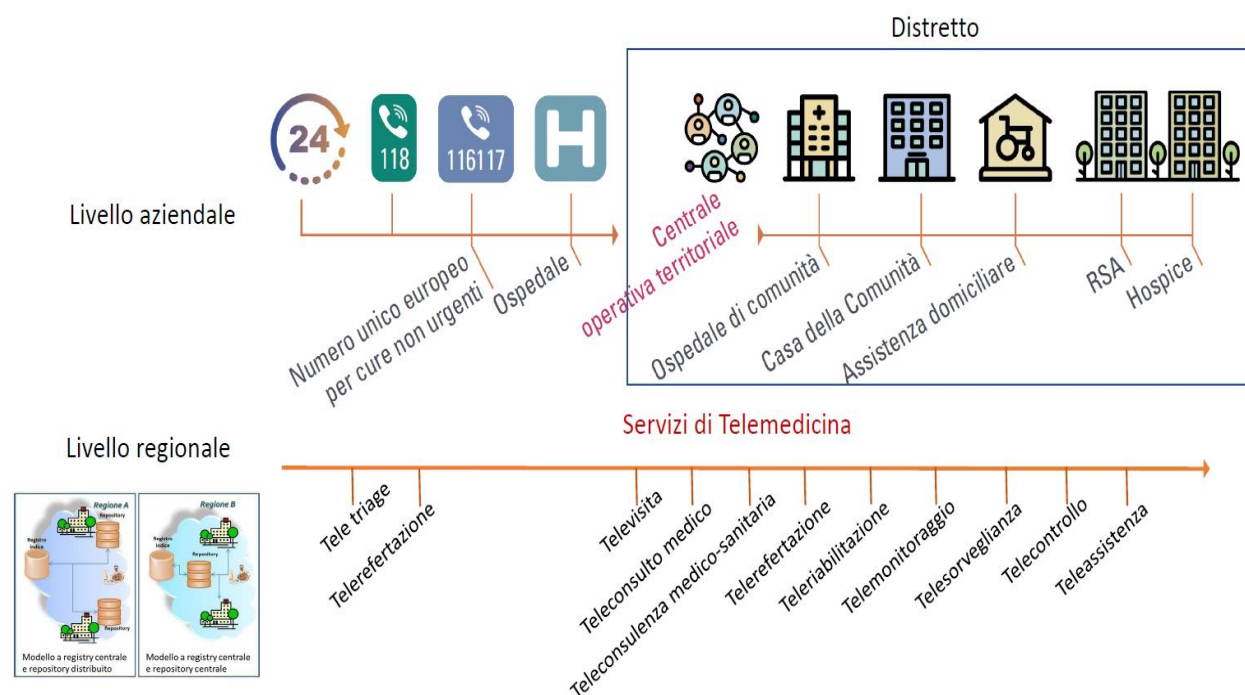 Distretto
24
118
116117
H
Livello aziendale
Numero unico europeo
per cure non urgenti
Ospedale
Centrale
operativa territoriale
Ospedale di comunità
Casa della Comunità
Assistenza domiciliare
RSA
Hospice
Livello regionale
Servizi di Telemedicina
Tele triage
Telerefertazione
Televisita
Teleconsulto medico
Teleconsulenza medico-sanitaria
Telerefertazione
Teleriabilitazione
Telemonitoraggio
Telesorveglianza
Telecontrollo
Teleassistenza
Regione A
Repository
Registro
indice
Repository
Modello a registry centrale
e repository distribuito
Regione B
Registro
indice
Repository
Modello a registry centrale
e repository centrale